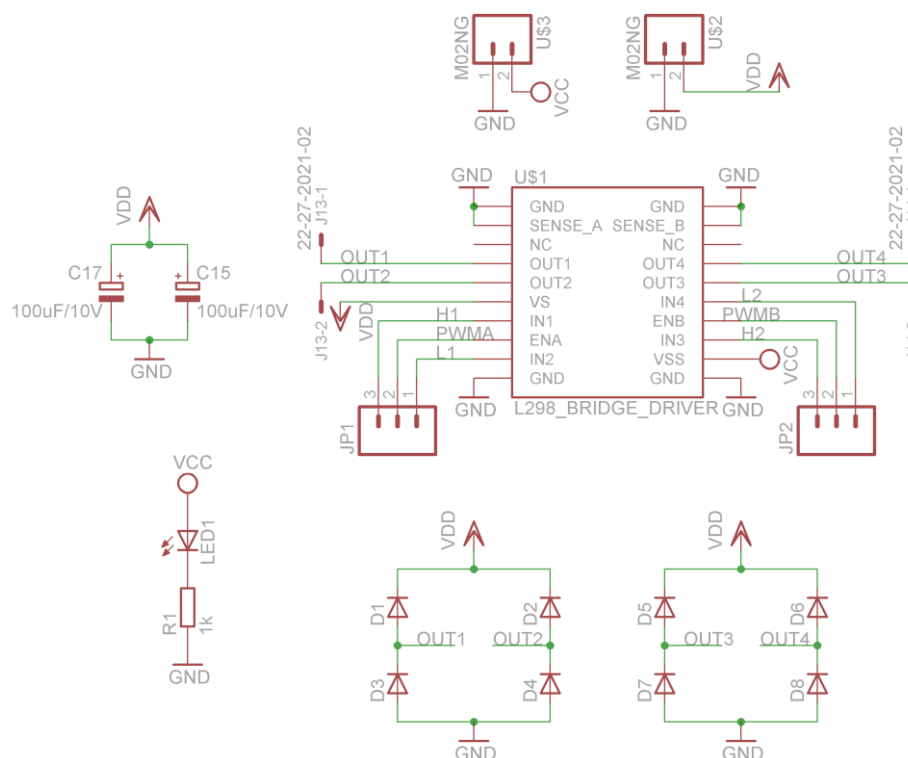 M02NG
U$3
1
2
VCC
GND
M02NG
U$2
1
2
VDD
GND
22-27-2021-02
J13-1
GND
U$1
GND
22-27-2021-02
VDD
C17
+
100uF/10V
+
C15
100uF/10V
GND
GND
SENSE_A
NC
OUT1
OUT2
VS
IN1
ENA
IN2
GND
GND
SENSE_B
NC
OUT4
OUT3
IN4
ENB
IN3
VSS
GND
L298_BRIDGE_DRIVER
OUT1
OUT2
J13-2
VDD
H1
PWMA
L1
GND
3
2
1
JP1
OUT4
OUT3
L2
PWMB
H2
VCC
GND
3
2
1
JP2
VCC
LED1
R1
1k
GND
VDD
D1
D2
OUT1
OUT2
D3
D4
GND
VDD
D5
D6
OUT3
OUT4
D7
D8
GND